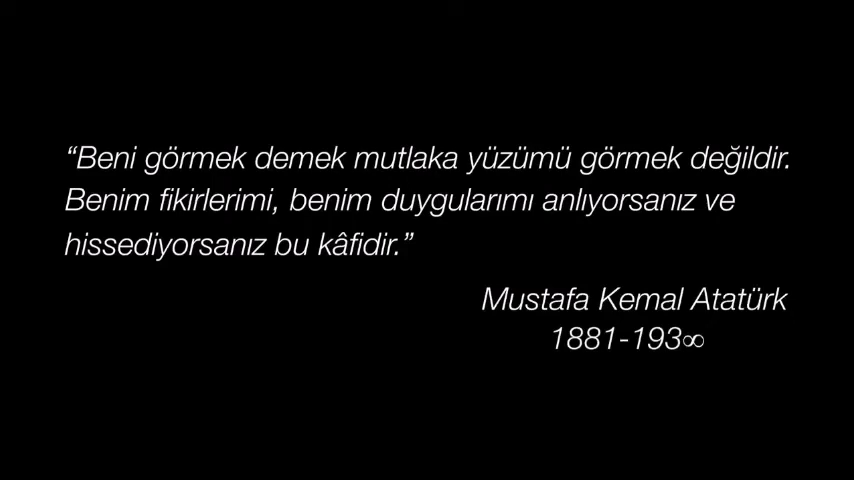 “Beni görmek demek mutlaka yüzümü görmek değildir.
Benim fikirlerimi, benim duygularımı anlıyorsanız ve
hissediyorsanız bu kâfidir.”
Mustafa Kemal Atatürk
1881-193∞